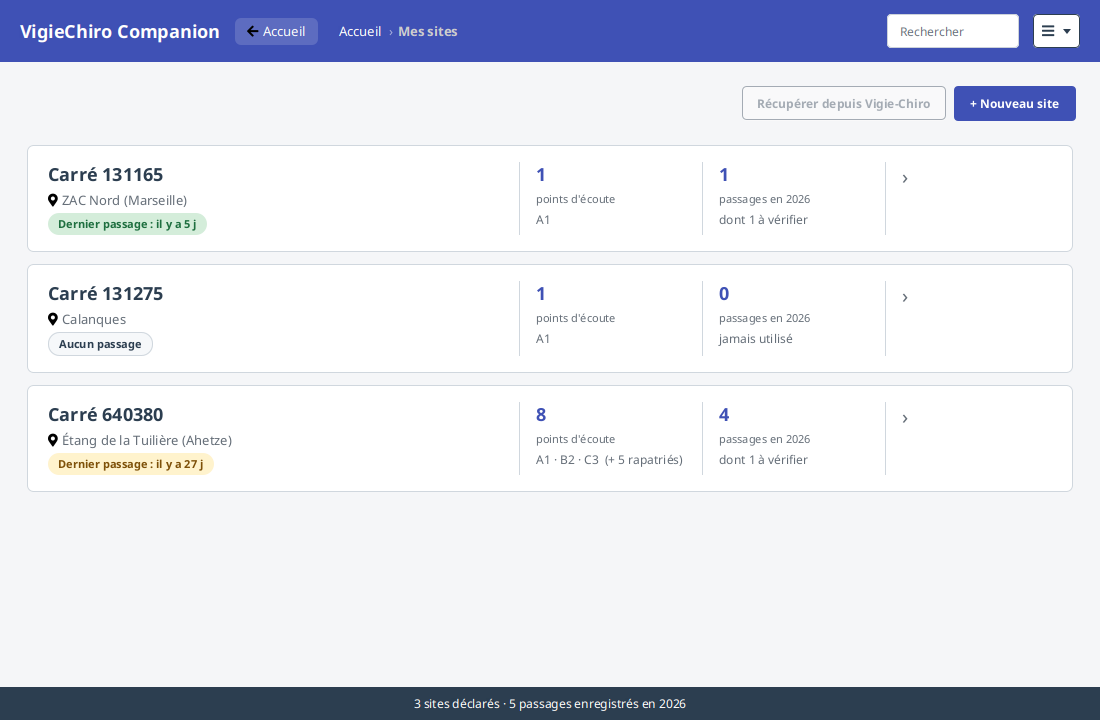 VigieChiro Companion
Accueil
Accueil › Mes sites
Rechercher
Récupérer depuis Vigie-Chiro
+ Nouveau site
Carré 131165
ZAC Nord (Marseille)
Dernier passage : il y a 5 j
1
points d'écoute
A1
1
passages en 2026
dont 1 à vérifier
›
Carré 131275
Calanques
Aucun passage
1
points d'écoute
A1
0
passages en 2026
jamais utilisé
›
Carré 640380
Étang de la Tuilière (Ahetze)
Dernier passage : il y a 27 j
8
points d'écoute
A1 · B2 · C3 (+ 5 rapatriés)
4
passages en 2026
dont 1 à vérifier
›
3 sites déclarés · 5 passages enregistrés en 2026